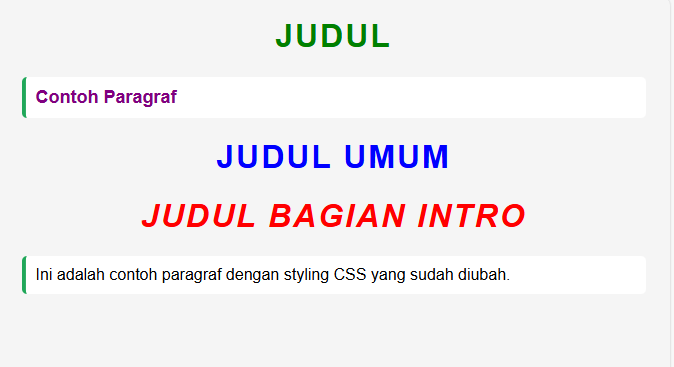 JUDUL
Contoh Paragraf
JUDUL UMUM
JUDUL BAGIAN INTRO
Ini adalah contoh paragraf dengan styling CSS yang sudah diubah.